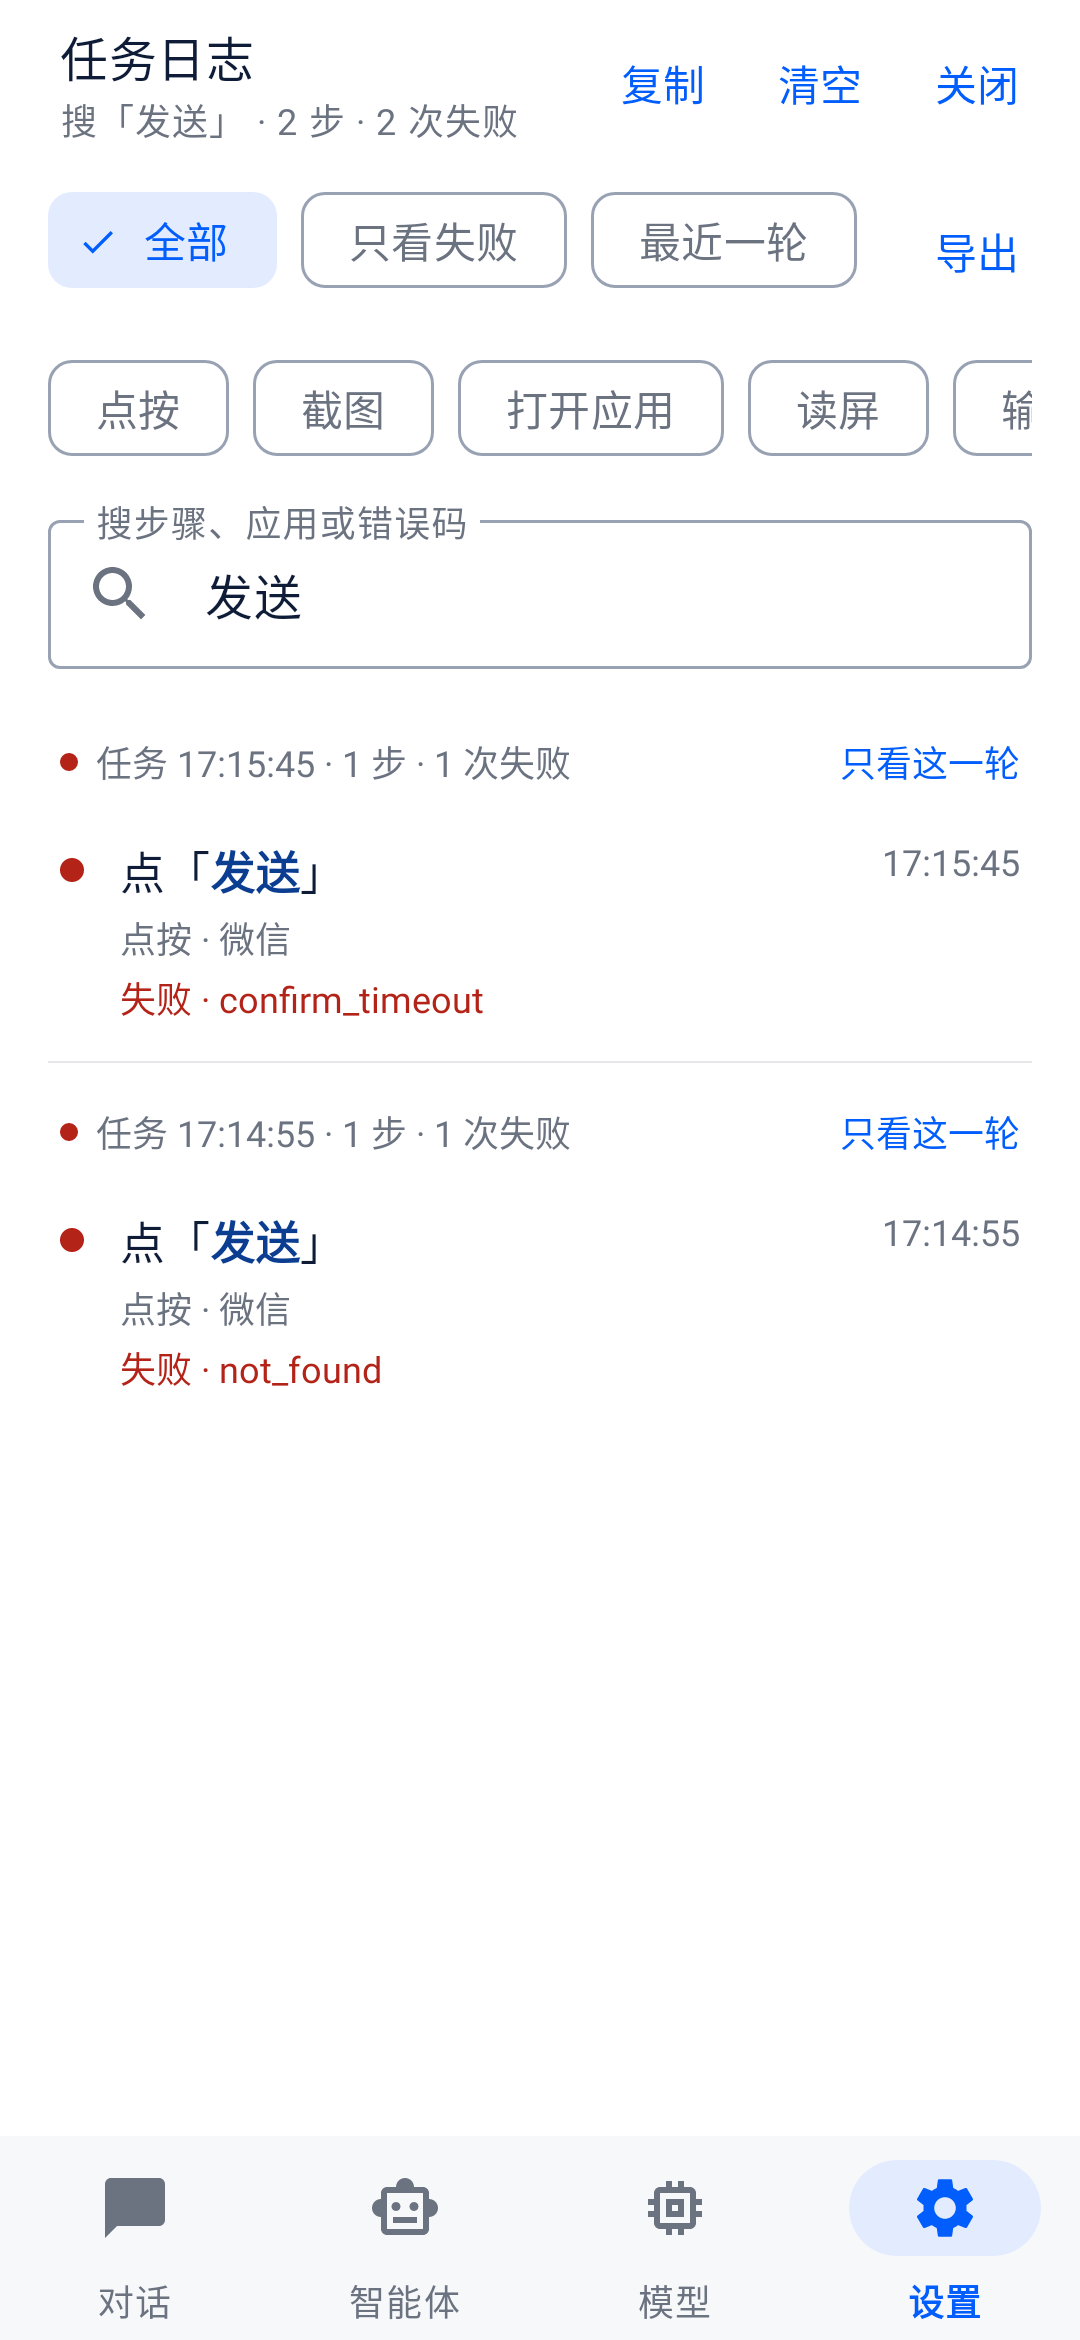 任务日志
搜「发送」 · 2 步 · 2 次失败
复制 清空 关闭
全部 只看失败 最近一轮 导出
点按 截图 打开应用 读屏 输
搜步骤、应用或错误码
发送
任务 17:15:45 · 1 步 · 1 次失败 只看这一轮
点「发送」 17:15:45
点按 · 微信
失败 · confirm_timeout
任务 17:14:55 · 1 步 · 1 次失败 只看这一轮
点「发送」 17:14:55
点按 · 微信
失败 · not_found
对话 智能体 模型 设置